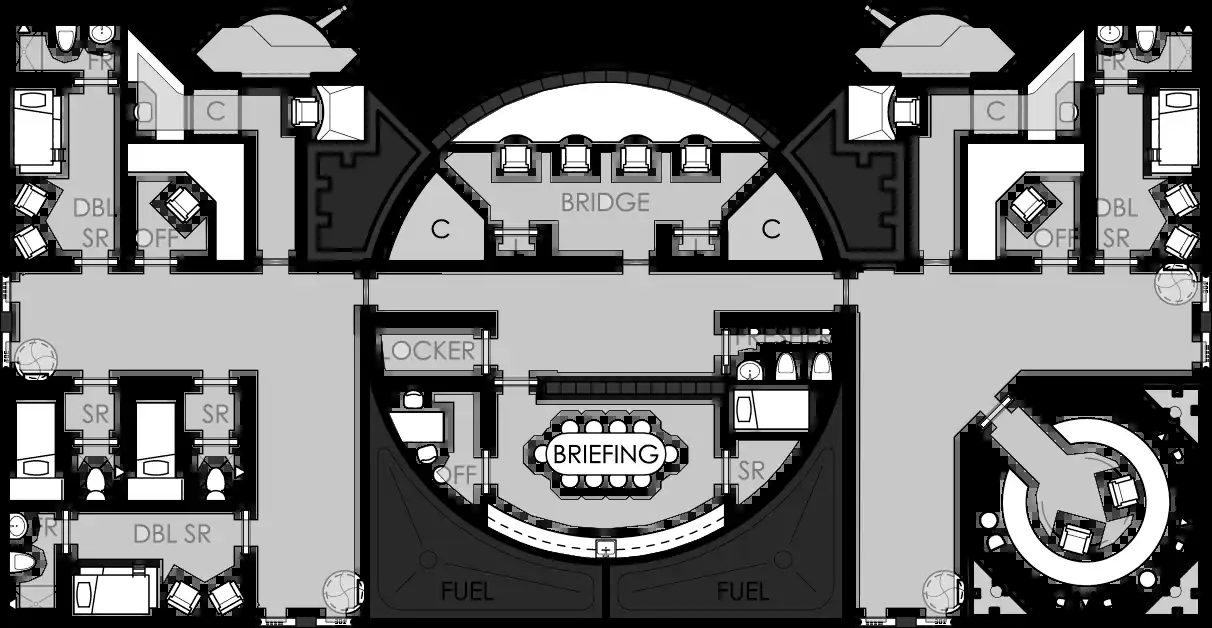 FR
FR
C
C
BRIDGE
DBL
SR
DBL
SR
OFF
C
C
OFF
LOCKER
FRESHER
SR
SR
BRIEFING
OFF
SR
FR
DBL SR
FUEL
FUEL